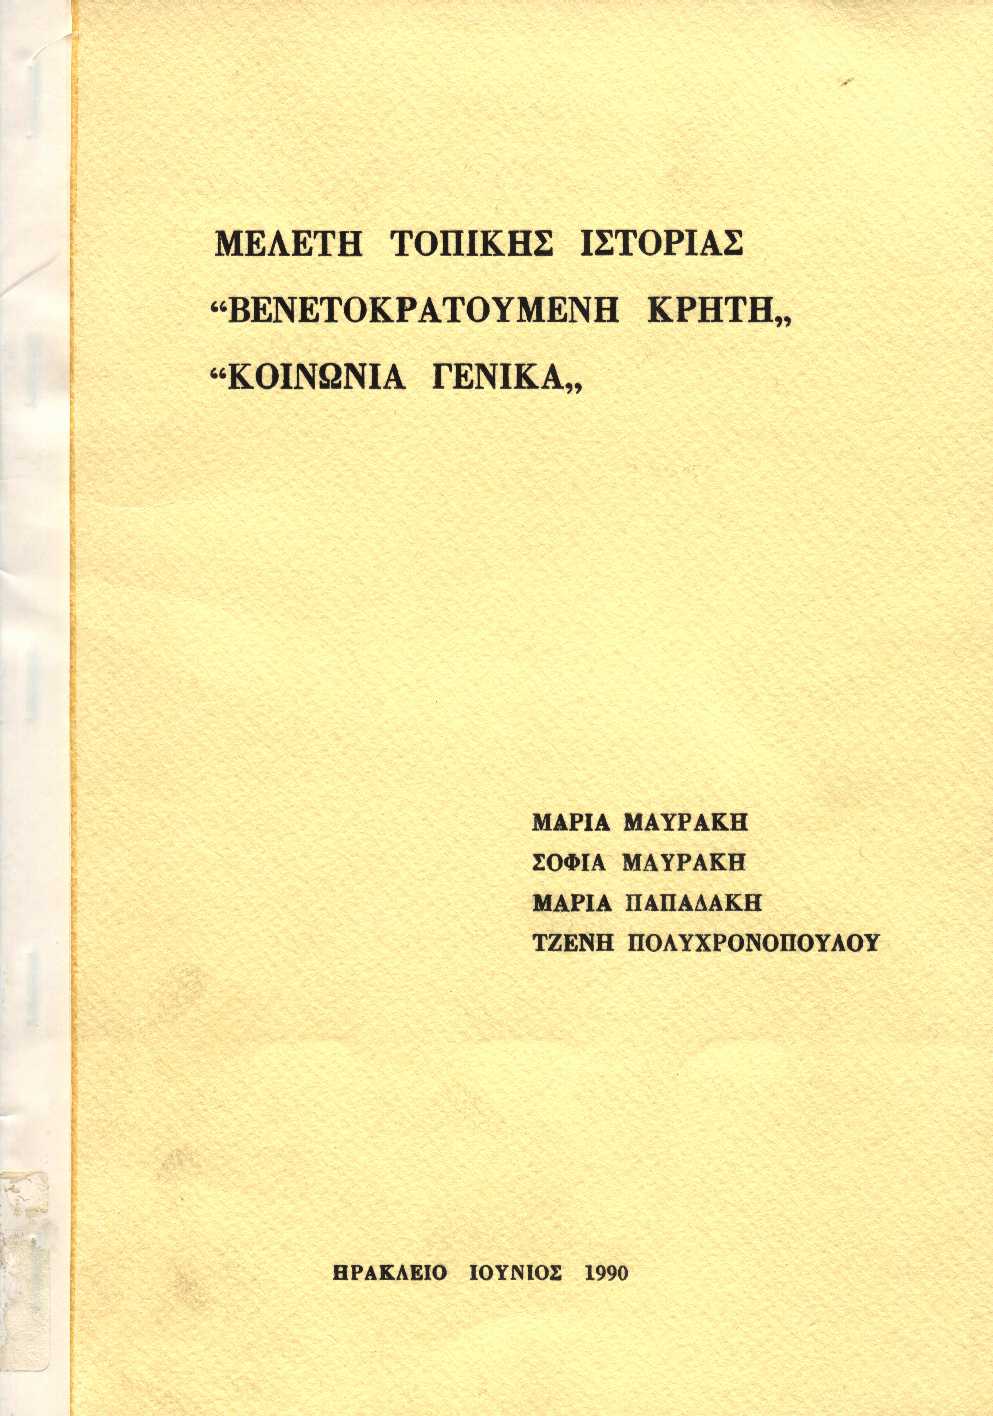 ΜΕΛΕΤΗ ΤΟΠΙΚΗΣ ΙΣΤΟΡΙΑΣ
“ΒΕΝΕΤΟΚΡΑΤΟΥΜΕΝΗ ΚΡΗΤΗ„
“ΚΟΙΝΩΝΙΑ ΓΕΝΙΚΑ„
ΜΑΡΙΑ ΜΑΥΡΑΚΗ
ΣΟΦΙΑ ΜΑΥΡΑΚΗ
ΜΑΡΙΑ ΠΑΠΑΔΑΚΗ
ΤΖΕΝΗ ΠΟΛΥΧΡΟΝΟΠΟΥΛΟΥ
ΗΡΑΚΛΕΙΟ ΙΟΥΝΙΟΣ 1990